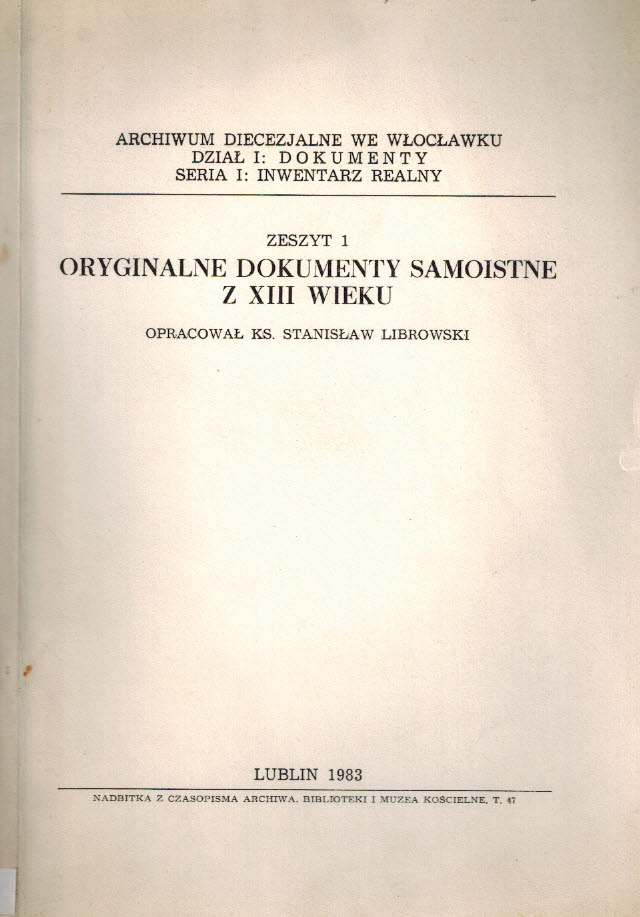 ARCHIWUM DIECEZJALNE WE WŁOCŁAWKU
DZIAŁ I: DOKUMENTY
SERIA I: INWENTARZ REALNY
ZESZYT 1
ORYGINALNE DOKUMENTY SAMOISTNE
Z XIII WIEKU
OPRACOWAŁ KS. STANISŁAW LIBROWSKI
LUBLIN 1983
NADBITKA Z CZASOPISMA ARCHIWA, BIBLIOTEKI I MUZEA KOŚCIELNE, T. 47